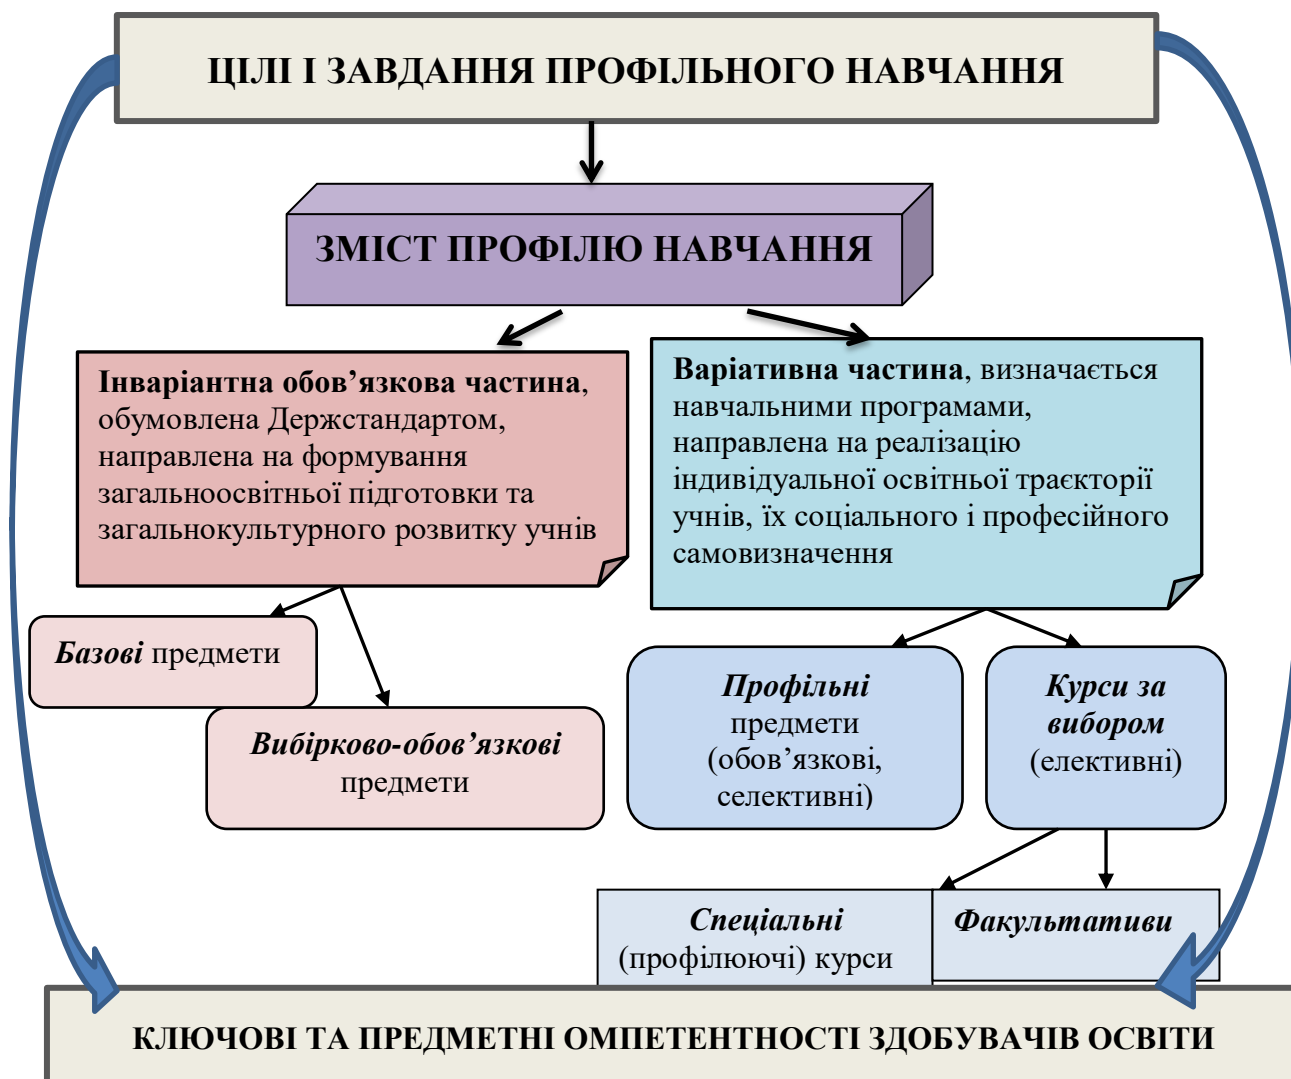 ЦІЛІ І ЗАВДАННЯ ПРОФІЛЬНОГО НАВЧАННЯ
ЗМІСТ ПРОФІЛЮ НАВЧАННЯ
Інваріантна обов’язкова частина,
обумовлена Держстандартом,
направлена на формування
загальноосвітньої підготовки та
загальнокультурного розвитку учнів
Варіативна частина, визначається
навчальними програмами,
направлена на реалізацію
індивідуальної освітньої траєкторії
учнів, їх соціального і професійного
самовизначення
Базові предмети
Вибірково-обов’язкові
предмети
Профільні
предмети
(обов’язкові,
селективні)
Курси за
вибором
(елективні)
Спеціальні
(профілюючі) курси
Факультативи
КЛЮЧОВІ ТА ПРЕДМЕТНІ ОМПЕТЕНТНОСТІ ЗДОБУВАЧІВ ОСВІТИ